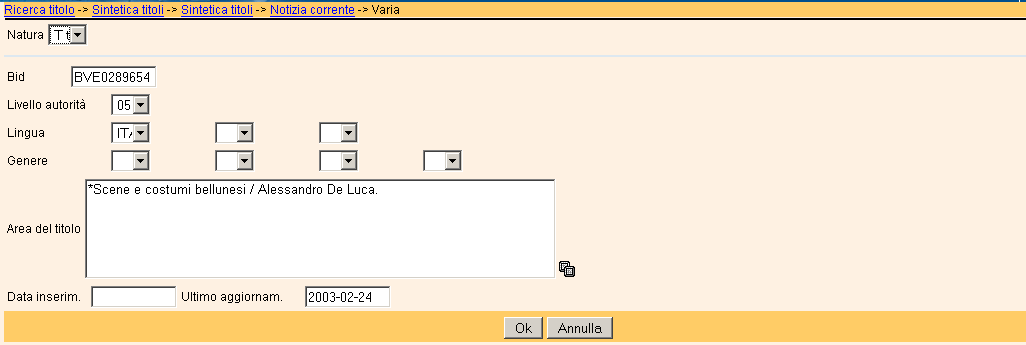 Ricerca titolo -> Sintetica titoli -> Sintetica titoli -> Notizia corrente -> Varia
Natura T t
Bid BVE0289654
Livello autorità 05
Lingua ITA
Genere
*Scene e costumi bellunesi / Alessandro De Luca.
Area del titolo
Data inserim. Ultimo aggiornam. 2003-02-24
Ok Annulla